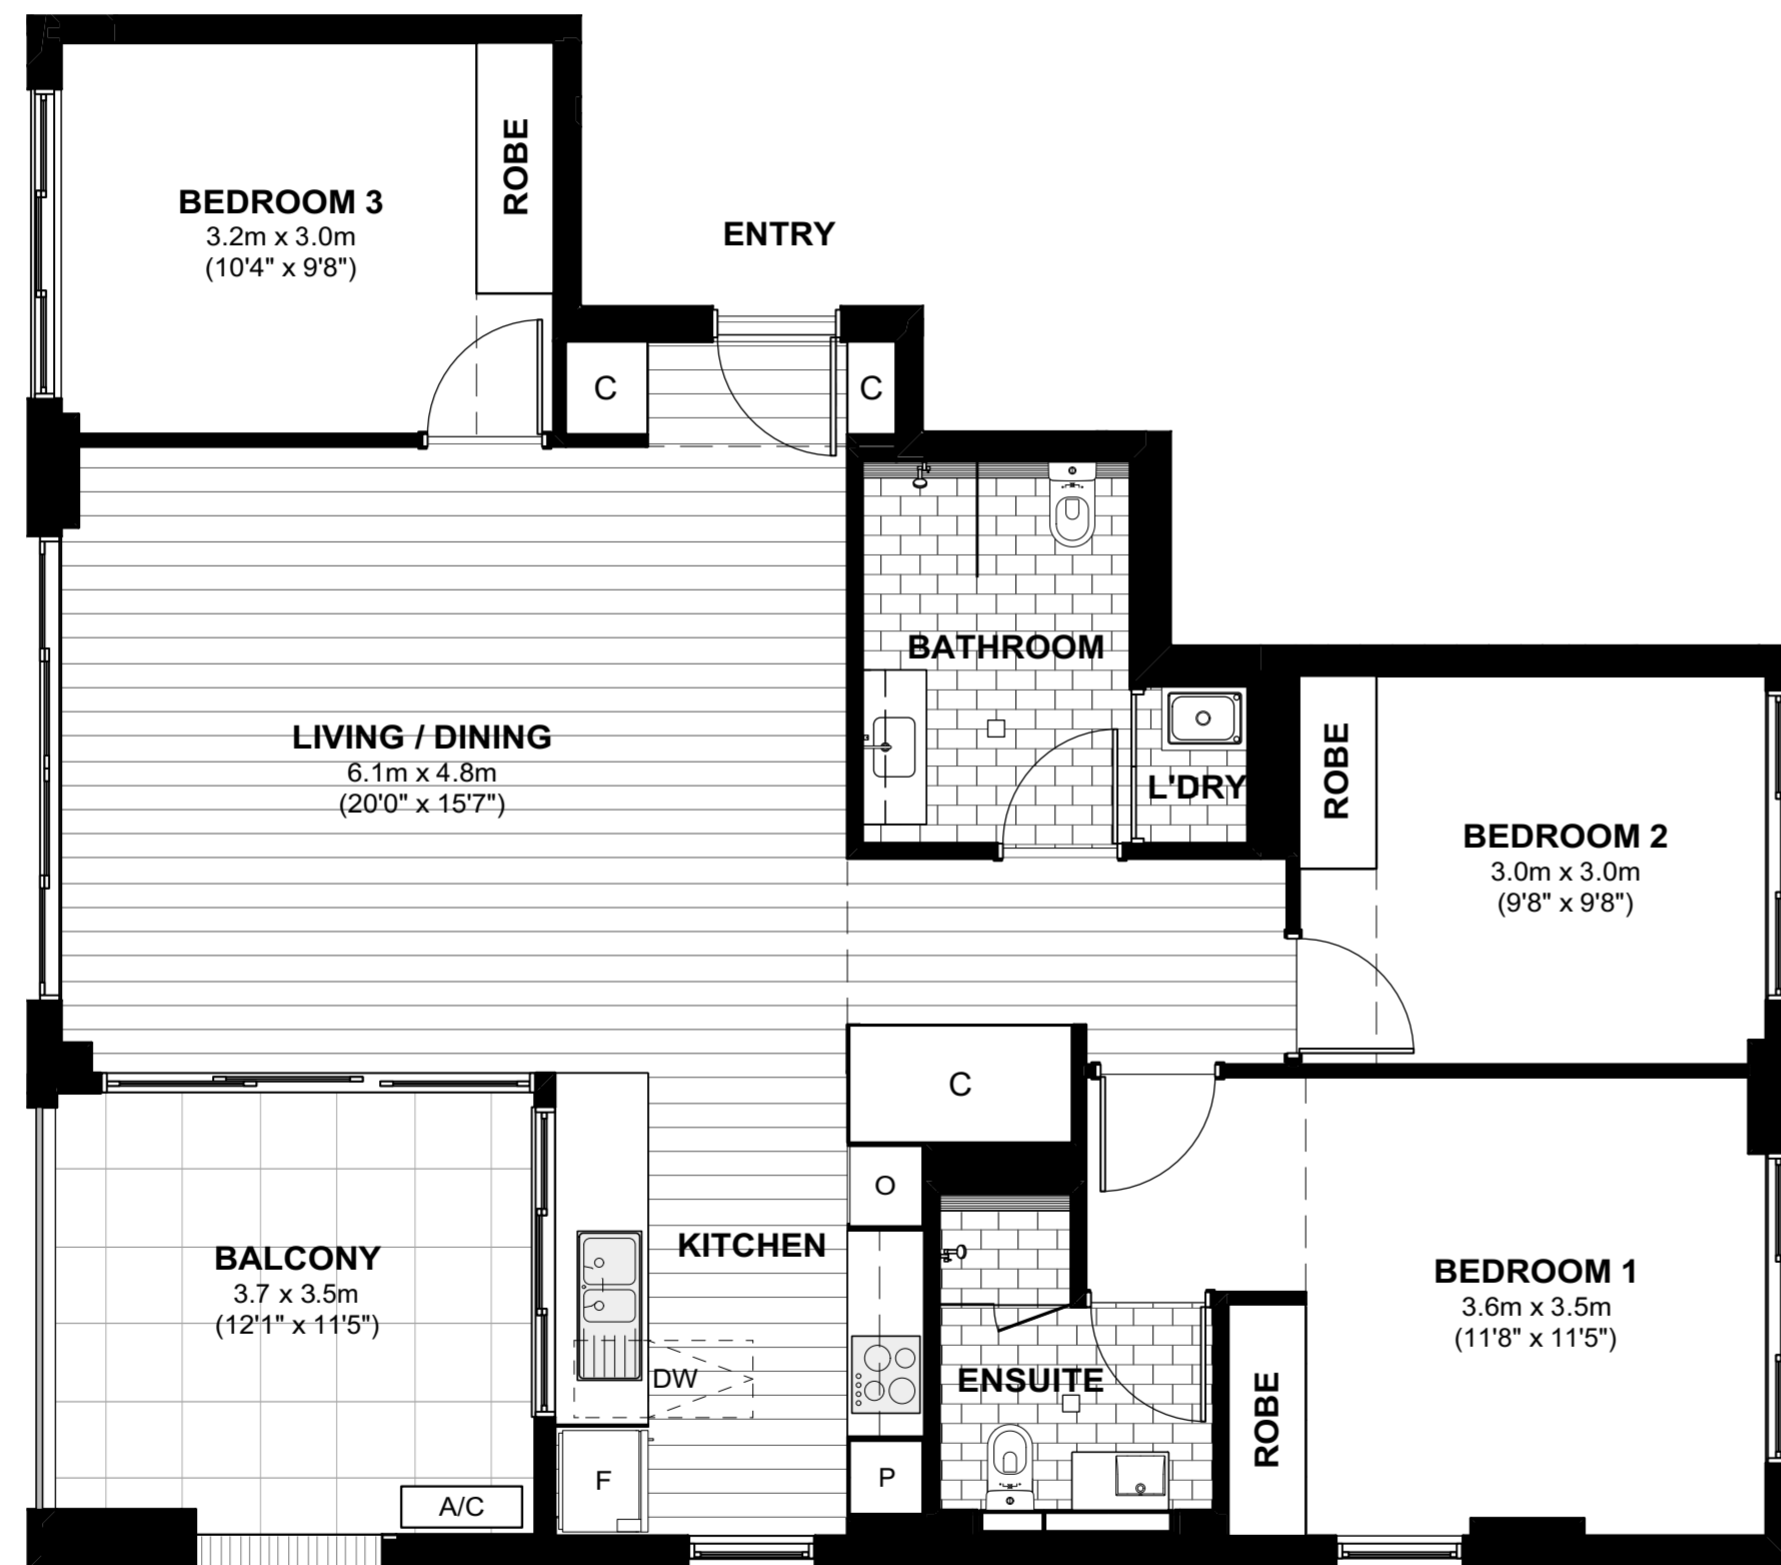 BEDROOM 3
3.2m x 3.0m
(10'4" x 9'8")
ROBE
ENTRY
C
C
BATHROOM
L'DRY
LIVING / DINING
6.1m x 4.8m
(20'0" x 15'7")
ROBE
BEDROOM 2
3.0m x 3.0m
(9'8" x 9'8")
C
O
KITCHEN
BALCONY
3.7 x 3.5m
(12'1" x 11'5")
DW
ENSUITE
BEDROOM 1
3.6m x 3.5m
(11'8" x 11'5")
ROBE
F
P
A/C